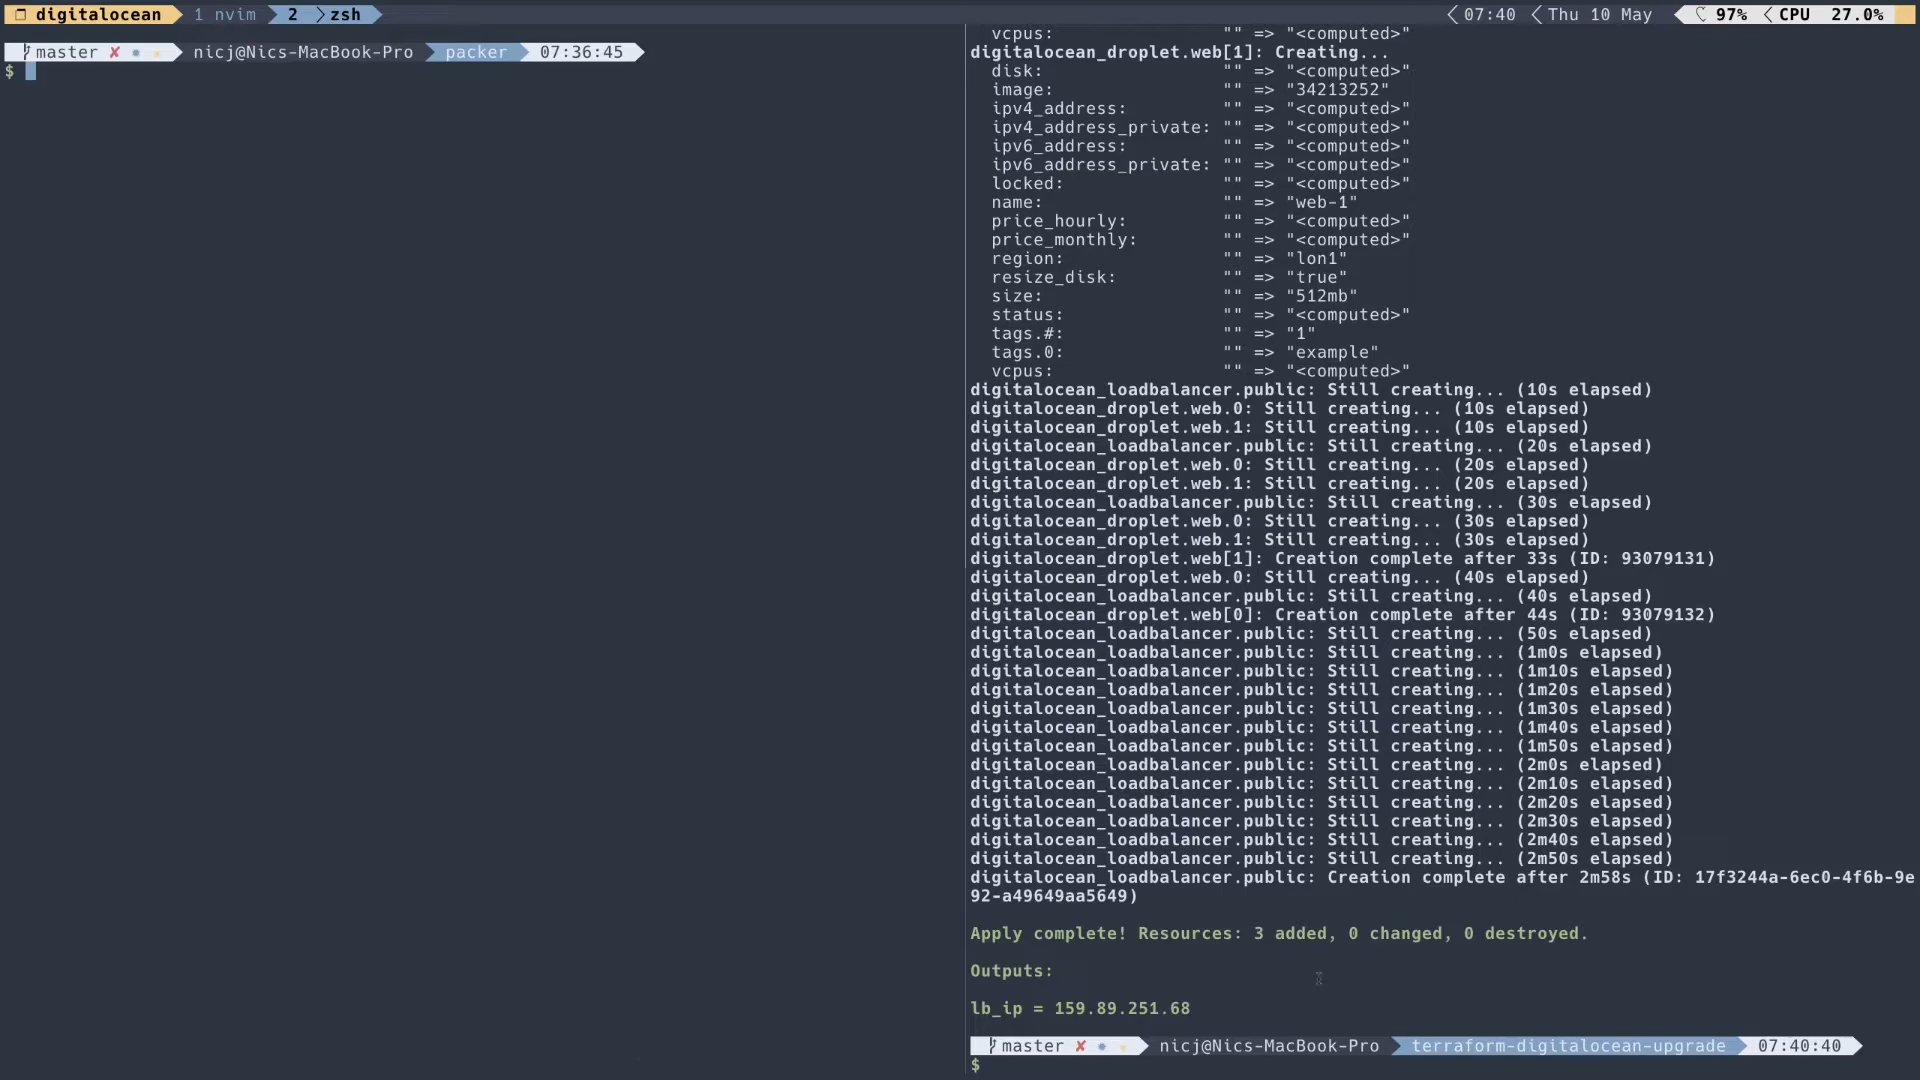 digitalocean 1 nvim 2 zsh 07:40 Thu 10 May 97% CPU 27.0%
master ✘ nicj@Nics-MacBook-Pro packer 07:36:45
$
vcpus: "" => "<computed>"
digitalocean_droplet.web[1]: Creating...
disk: "" => "<computed>"
image: "" => "34213252"
ipv4_address: "" => "<computed>"
ipv4_address_private: "" => "<computed>"
ipv6_address: "" => "<computed>"
ipv6_address_private: "" => "<computed>"
locked: "" => "<computed>"
name: "" => "web-1"
price_hourly: "" => "<computed>"
price_monthly: "" => "<computed>"
region: "" => "lon1"
resize_disk: "" => "true"
size: "" => "512mb"
status: "" => "<computed>"
tags.#: "" => "1"
tags.0: "" => "example"
vcpus: "" => "<computed>"
digitalocean_loadbalancer.public: Still creating... (10s elapsed)
digitalocean_droplet.web.0: Still creating... (10s elapsed)
digitalocean_droplet.web.1: Still creating... (10s elapsed)
digitalocean_loadbalancer.public: Still creating... (20s elapsed)
digitalocean_droplet.web.0: Still creating... (20s elapsed)
digitalocean_droplet.web.1: Still creating... (20s elapsed)
digitalocean_loadbalancer.public: Still creating... (30s elapsed)
digitalocean_droplet.web.0: Still creating... (30s elapsed)
digitalocean_droplet.web.1: Still creating... (30s elapsed)
digitalocean_droplet.web[1]: Creation complete after 33s (ID: 93079131)
digitalocean_droplet.web.0: Still creating... (40s elapsed)
digitalocean_loadbalancer.public: Still creating... (40s elapsed)
digitalocean_droplet.web[0]: Creation complete after 44s (ID: 93079132)
digitalocean_loadbalancer.public: Still creating... (50s elapsed)
digitalocean_loadbalancer.public: Still creating... (1m0s elapsed)
digitalocean_loadbalancer.public: Still creating... (1m10s elapsed)
digitalocean_loadbalancer.public: Still creating... (1m20s elapsed)
digitalocean_loadbalancer.public: Still creating... (1m30s elapsed)
digitalocean_loadbalancer.public: Still creating... (1m40s elapsed)
digitalocean_loadbalancer.public: Still creating... (1m50s elapsed)
digitalocean_loadbalancer.public: Still creating... (2m0s elapsed)
digitalocean_loadbalancer.public: Still creating... (2m10s elapsed)
digitalocean_loadbalancer.public: Still creating... (2m20s elapsed)
digitalocean_loadbalancer.public: Still creating... (2m30s elapsed)
digitalocean_loadbalancer.public: Still creating... (2m40s elapsed)
digitalocean_loadbalancer.public: Still creating... (2m50s elapsed)
digitalocean_loadbalancer.public: Creation complete after 2m58s (ID: 17f3244a-6ec0-4f6b-9e
92-a49649aa5649)
Apply complete! Resources: 3 added, 0 changed, 0 destroyed.
Outputs:
lb_ip = 159.89.251.68
master ✘ nicj@Nics-MacBook-Pro terraform-digitalocean-upgrade 07:40:40
$